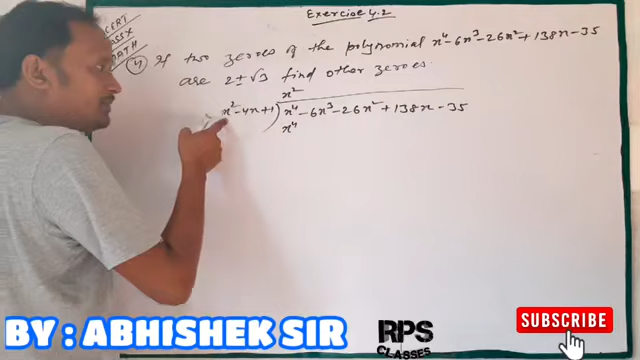 Exercise 4.2
NCERT
CLASS X
MATH
(4) If two zeroes of the polynomial x⁴-6x³-26x²+138x-35
are 2±√3 find other zeroes.
x²
x²-4x+1) x⁴-6x³-26x²+138x-35
x⁴
SUBSCRIBE
BY : ABHISHEK SIR
RPS
CLASSES